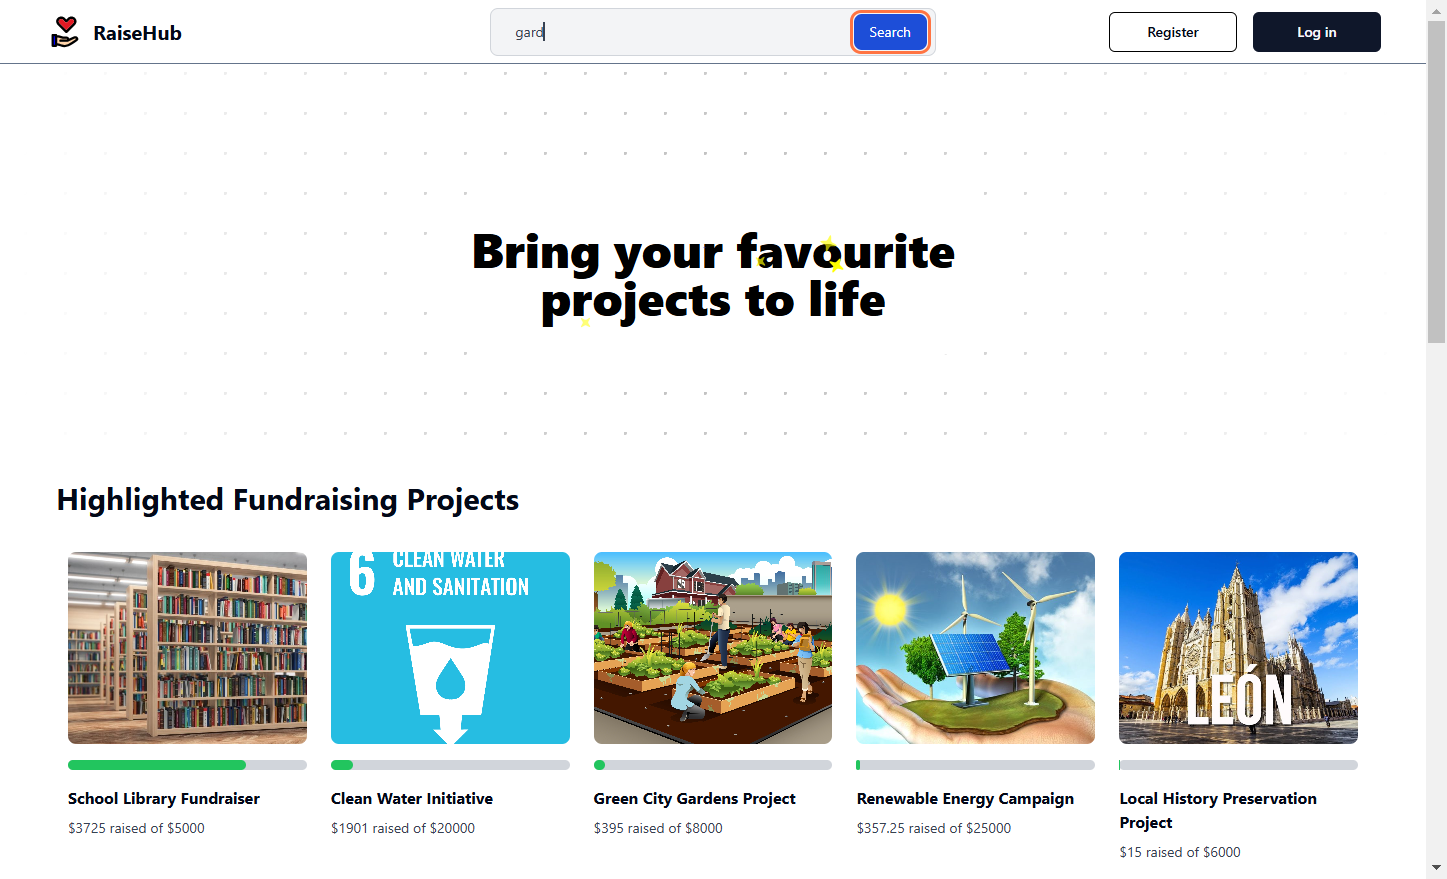 RaiseHub
gard
Search
Register
Log in
Bring your favourite
projects to life
Highlighted Fundraising Projects
6 CLEAN WATER
AND SANITATION
LEÓN
School Library Fundraiser
$3725 raised of $5000
Clean Water Initiative
$1901 raised of $20000
Green City Gardens Project
$395 raised of $8000
Renewable Energy Campaign
$357.25 raised of $25000
Local History Preservation
Project
$15 raised of $6000